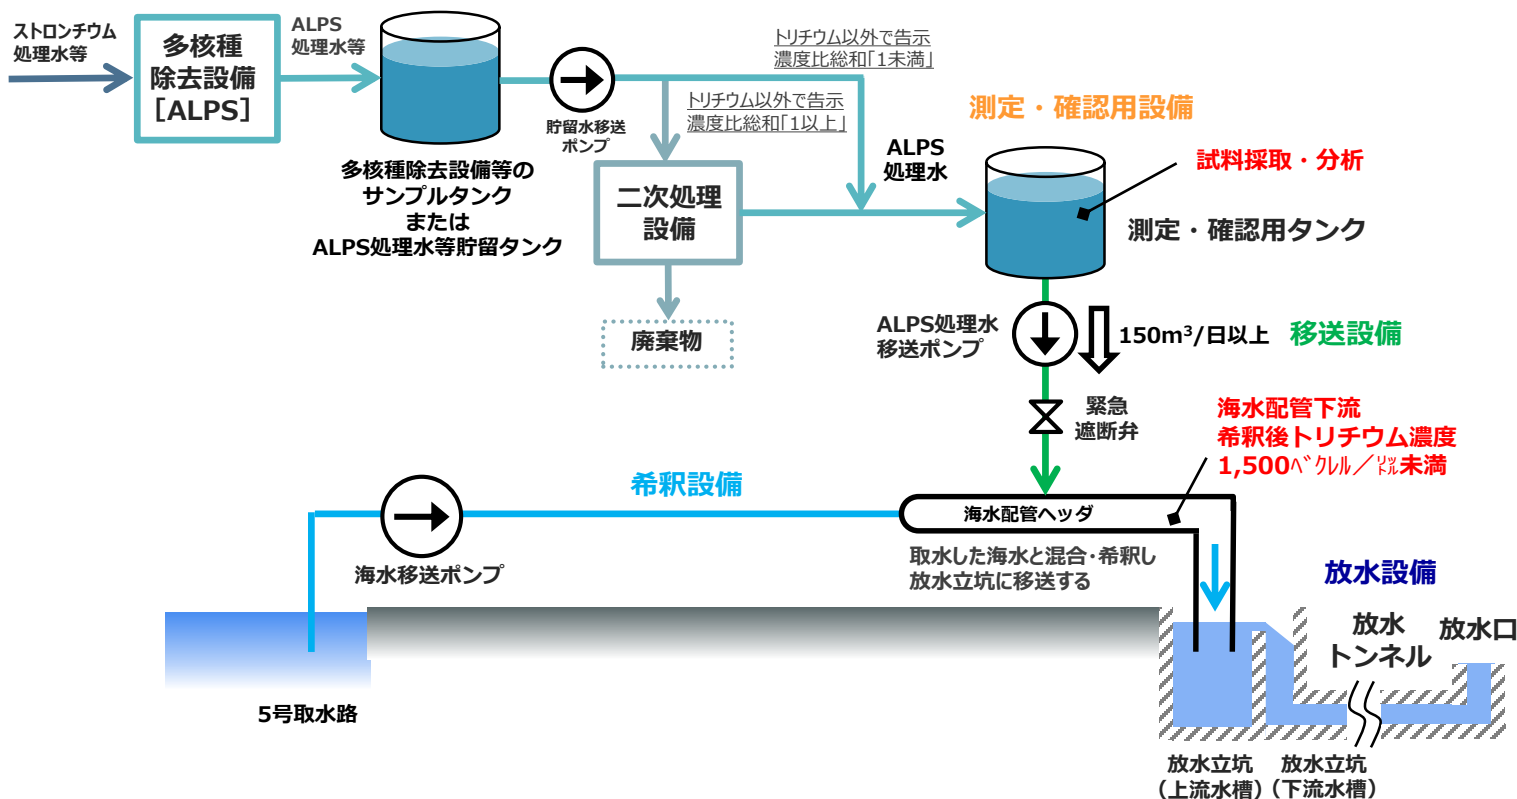 ストロンチウム
処理水等
多核種
除去設備
［ALPS］
ALPS
処理水等
多核種除去設備等の
サンプルタンク
または
ALPS処理水等貯留タンク
貯留水移送
ポンプ
トリチウム以外で告示
濃度比総和｢1未満｣
トリチウム以外で告示
濃度比総和｢1以上｣
二次処理
設備
廃棄物
ALPS
処理水
測定・確認用設備
試料採取・分析
測定・確認用タンク
ALPS処理水
移送ポンプ
150m³/日以上
移送設備
緊急
遮断弁
海水配管下流
希釈後トリチウム濃度
1,500ﾍﾞｸﾚﾙ／㍑未満
希釈設備
海水移送ポンプ
海水配管ヘッダ
取水した海水と混合･希釈し
放水立坑に移送する
5号取水路
放水設備
放水
トンネル
放水口
放水立坑
（上流水槽）
放水立坑
（下流水槽）